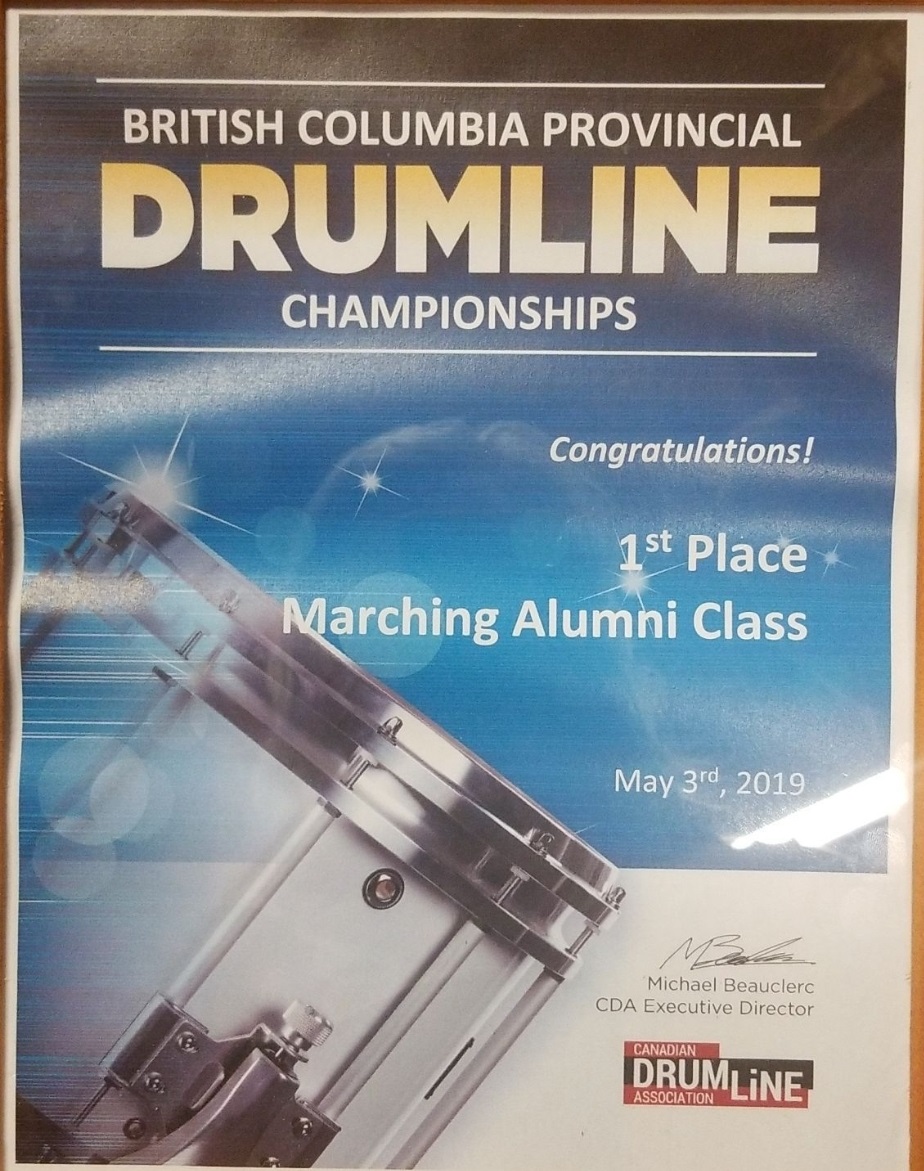 BRITISH COLUMBIA PROVINCIAL
DRUMLINE
CHAMPIONSHIPS
Congratulations!
1st Place
Marching Alumni Class
May 3rd, 2019
Michael Beauclerc
CDA Executive Director
CANADIAN
DRUMLiNE
ASSOCIATION